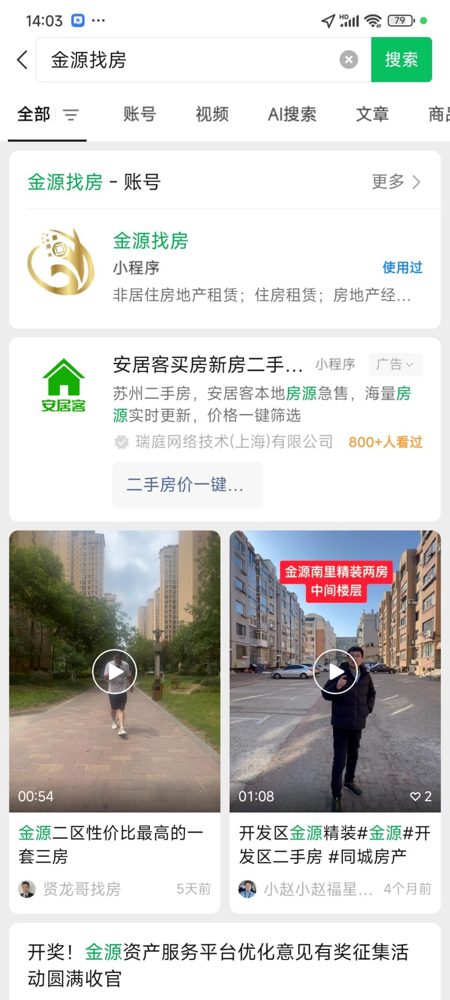 14:03
HD
79
金源找房
搜索
全部
账号
视频
AI搜索
文章
金源找房 - 账号
更多
金源找房
小程序
使用过
非居住房地产租赁；住房租赁；房地产经...
安居客
安居客买房新房二手...
小程序
广告
苏州二手房，安居客本地房源急售，海量房
源实时更新，价格一键筛选
瑞庭网络技术(上海)有限公司
800+人看过
二手房价一键...
00:54
金源二区性价比最高的一
套三房
贤龙哥找房
5天前
金源南里精装两房
中间楼层
01:08
2
开发区金源精装#金源#开
发区二手房 #同城房产
小赵小赵福星...
4个月前
开奖！金源资产服务平台优化意见有奖征集活
动圆满收官